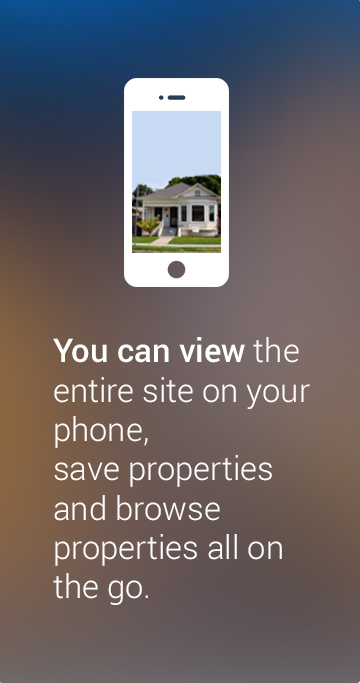 You can view the
entire site on your
phone,
save properties
and browse
properties all on
the go.